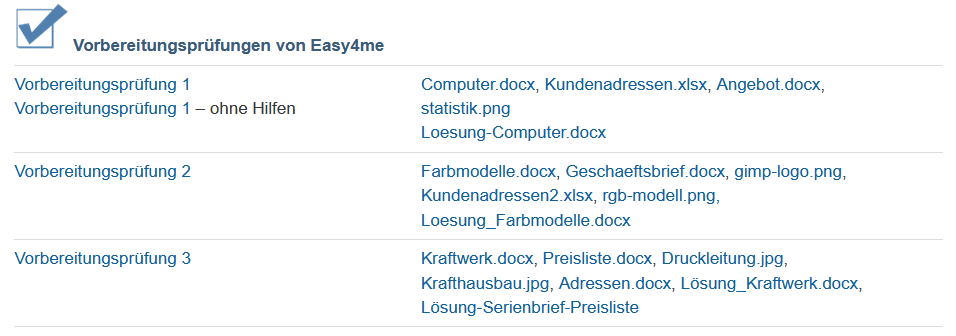 Vorbereitungsprüfungen von Easy4me
Vorbereitungsprüfung 1
Vorbereitungsprüfung 1 – ohne Hilfen
Computer.docx, Kundenadressen.xlsx, Angebot.docx,
statistik.png
Loesung-Computer.docx
Vorbereitungsprüfung 2
Farbmodelle.docx, Geschaeftsbrief.docx, gimp-logo.png,
Kundenadressen2.xlsx, rgb-modell.png,
Loesung_Farbmodelle.docx
Vorbereitungsprüfung 3
Kraftwerk.docx, Preisliste.docx, Druckleitung.jpg,
Krafthausbau.jpg, Adressen.docx, Lösung_Kraftwerk.docx,
Lösung-Serienbrief-Preisliste